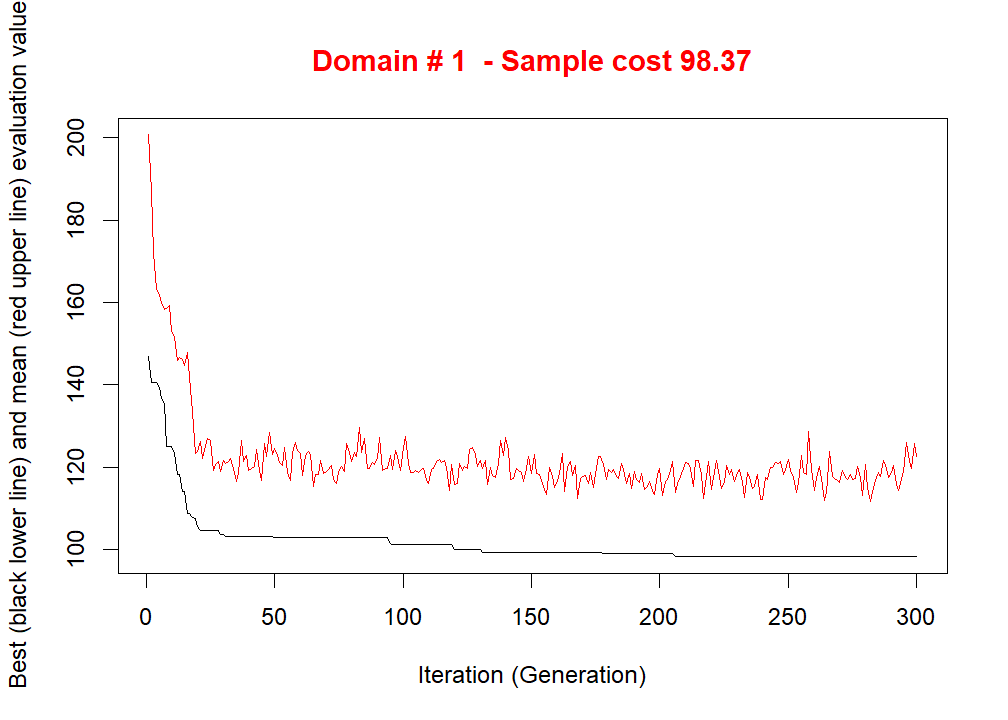 Domain # 1  - Sample cost 98.37
Best (black lower line) and mean (red upper line) evaluation value
200
180
160
140
120
100
0 50 100 150 200 250 300
Iteration (Generation)